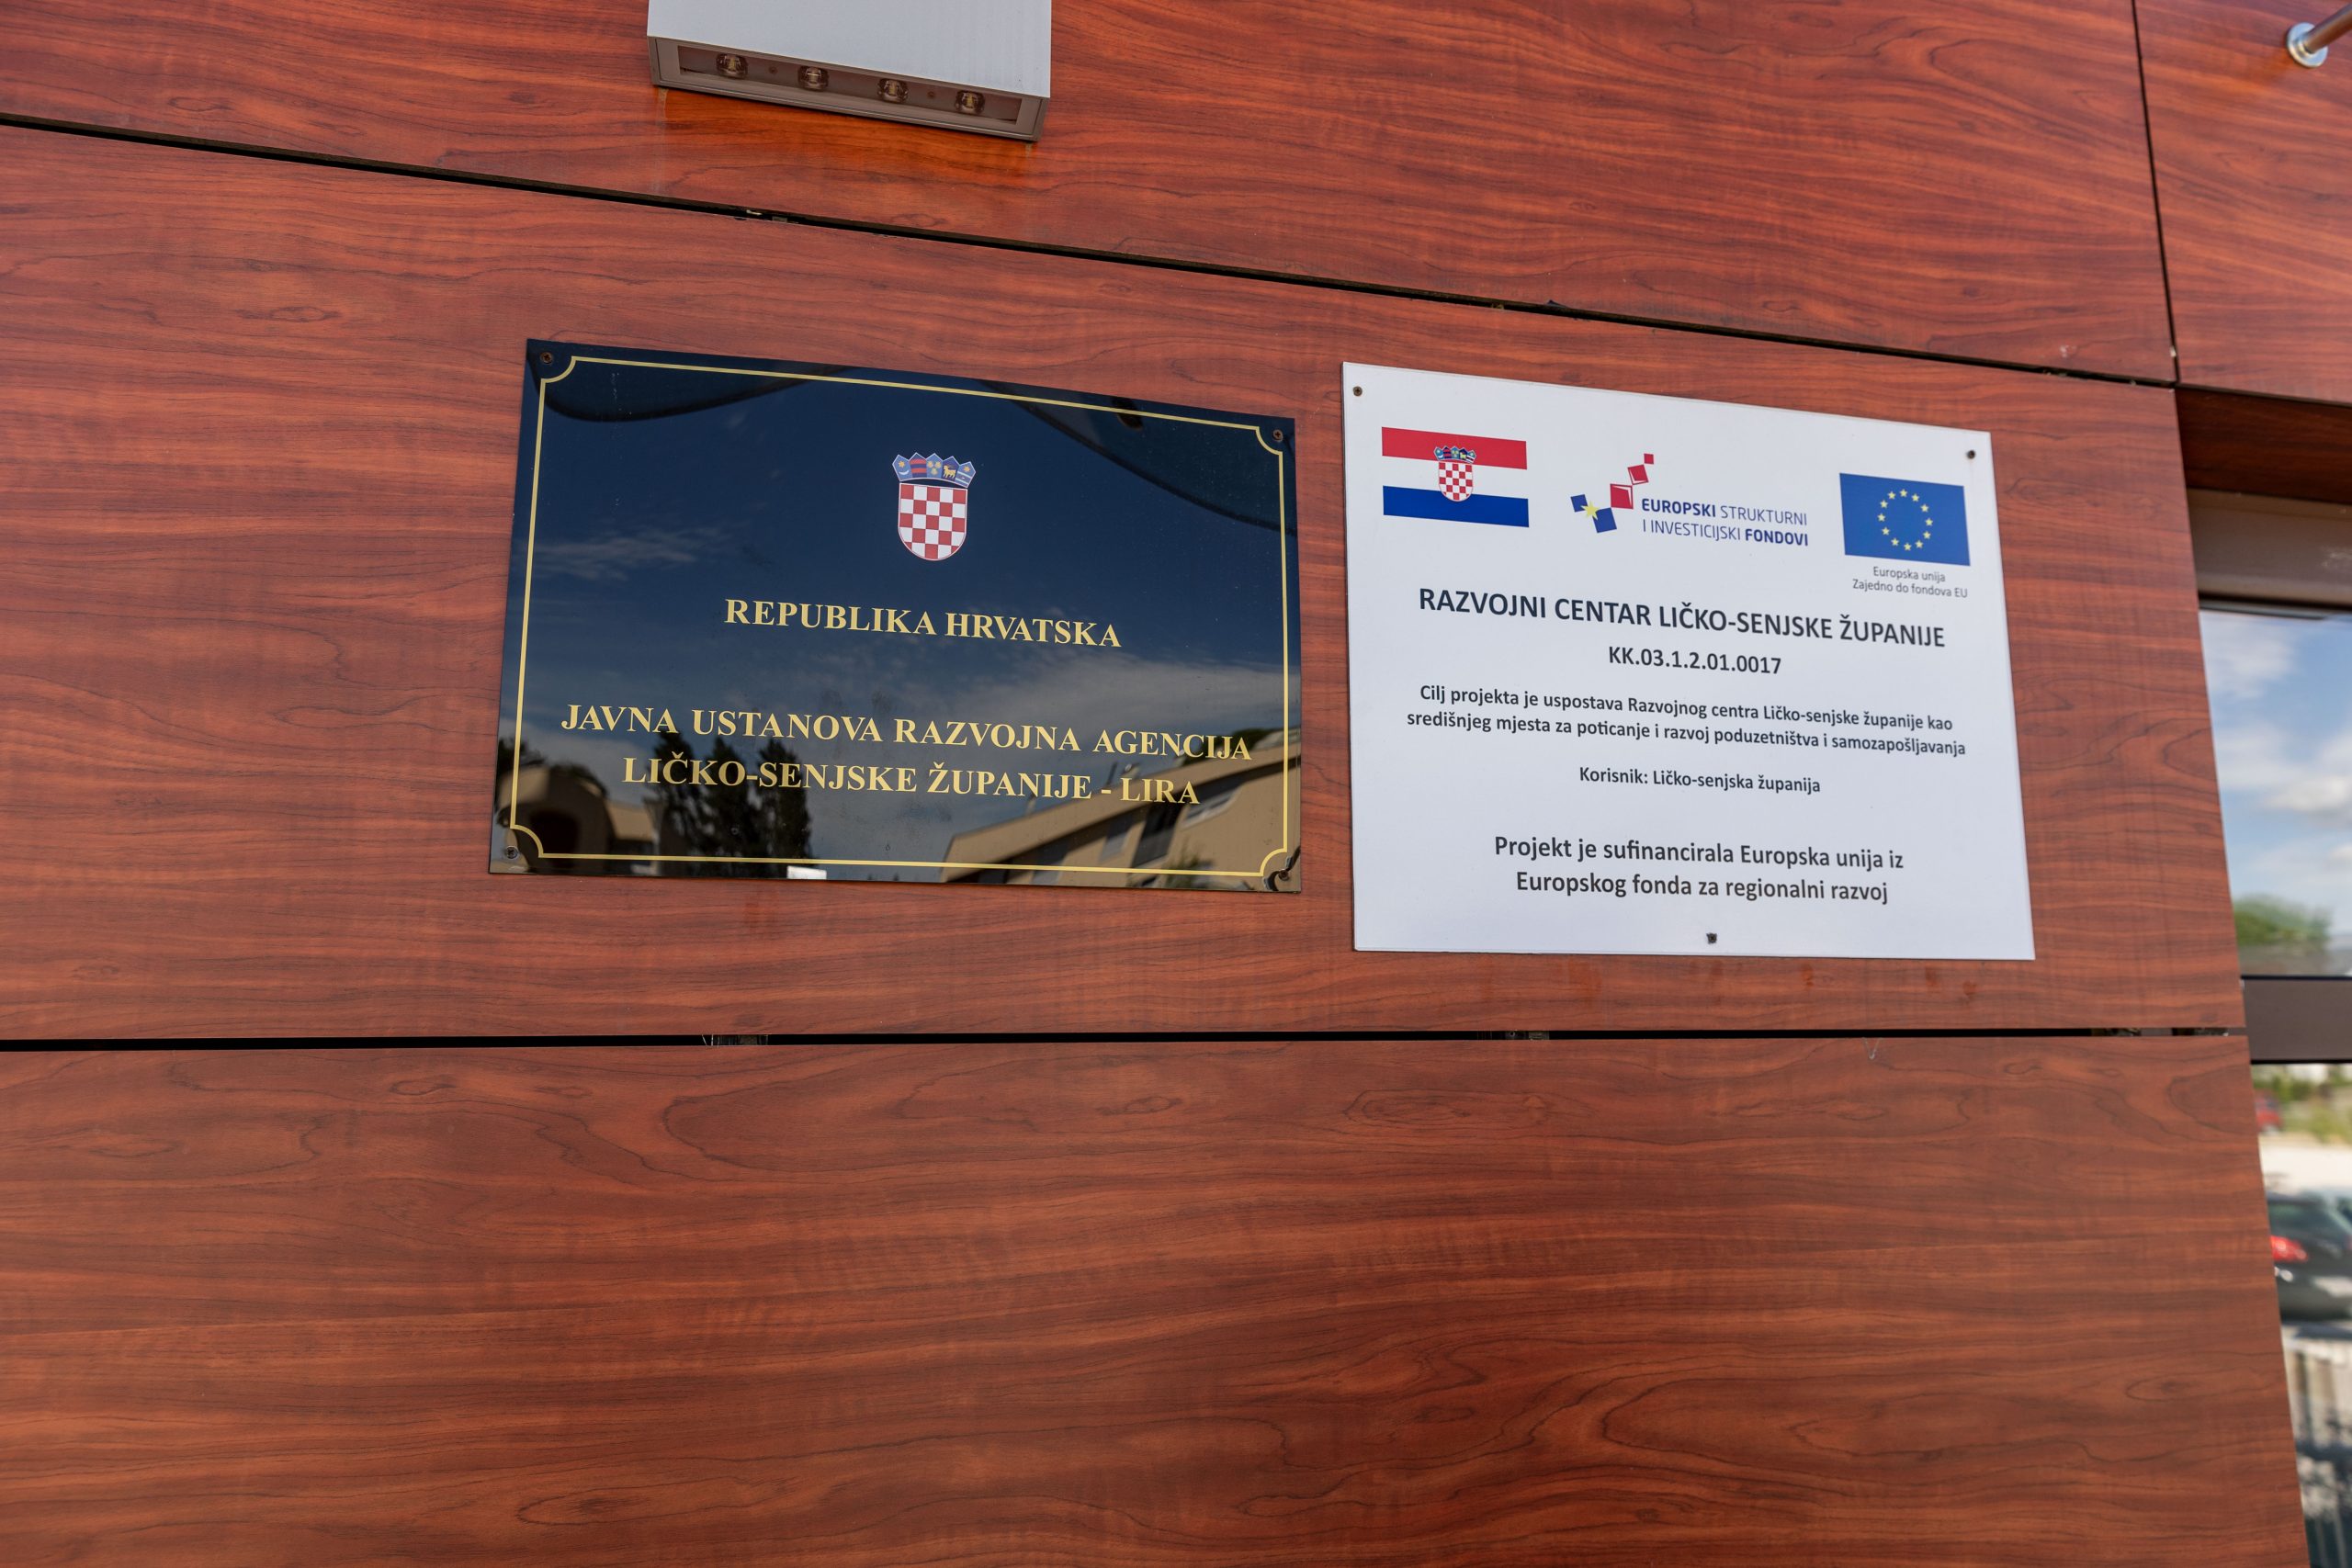 REPUBLIKA HRVATSKA
JAVNA USTANOVA RAZVOJNA AGENCIJA
LIČKO-SENJSKE ŽUPANIJE - LIRA
EUROPSKI STRUKTURNI
I INVESTICIJSKI FONDOVI
Europska unija
Zajedno do fondova EU
RAZVOJNI CENTAR LIČKO-SENJSKE ŽUPANIJE
KK.03.1.2.01.0017
Cilj projekta je uspostava Razvojnog centra Ličko-senjske županije kao
središnjeg mjesta za poticanje i razvoj poduzetništva i samozapošljavanja
Korisnik: Ličko-senjska županija
Projekt je sufinancirala Europska unija iz
Europskog fonda za regionalni razvoj